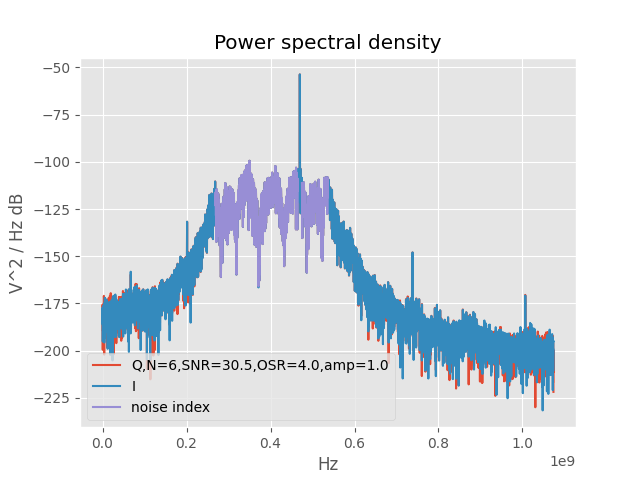 Power spectral density
−50
−75
−100
−125
−150
−175
−200
−225
V^2 / Hz dB
Q,N=6,SNR=30.5,OSR=4.0,amp=1.0
I
noise index
0.0 0.2 0.4 0.6 0.8 1.0
1e9
Hz